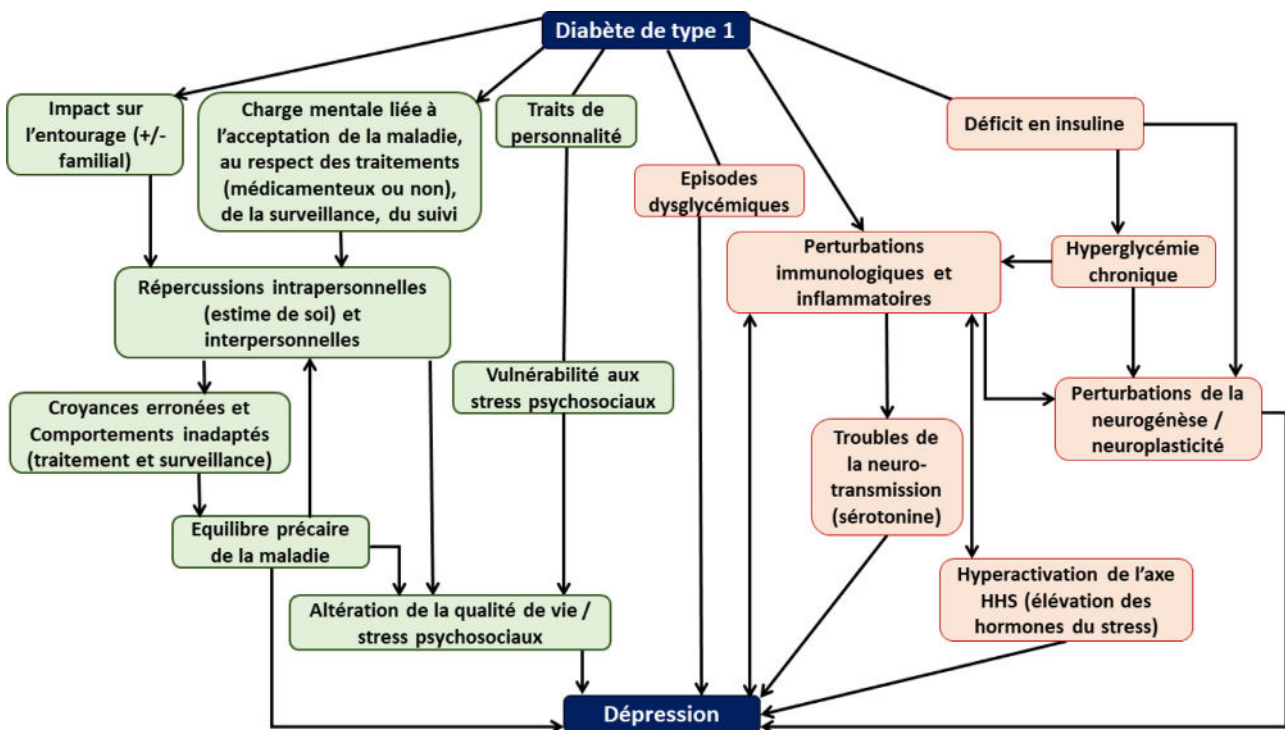 Diabète de type 1
Impact sur
l'entourage (+/-
familial)
Charge mentale liée à
l'acceptation de la maladie,
au respect des traitements
(médicamenteux ou non),
de la surveillance, du suivi
Traits de
personnalité
Episodes
dysglycémiques
Déficit en insuline
Perturbations
immunologiques et
inflammatoires
Hyperglycémie
chronique
Répercussions intrapersonnelles
(estime de soi) et
interpersonnelles
Vulnérabilité aux
stress psychosociaux
Croyances erronées et
Comportements inadaptés
(traitement et surveillance)
Troubles de
la neuro-
transmission
(sérotonine)
Perturbations de la
neurogénèse /
neuroplasticité
Equilibre précaire
de la maladie
Altération de la qualité de vie /
stress psychosociaux
Hyperactivation de l'axe
HHS (élévation des
hormones du stress)
Dépression